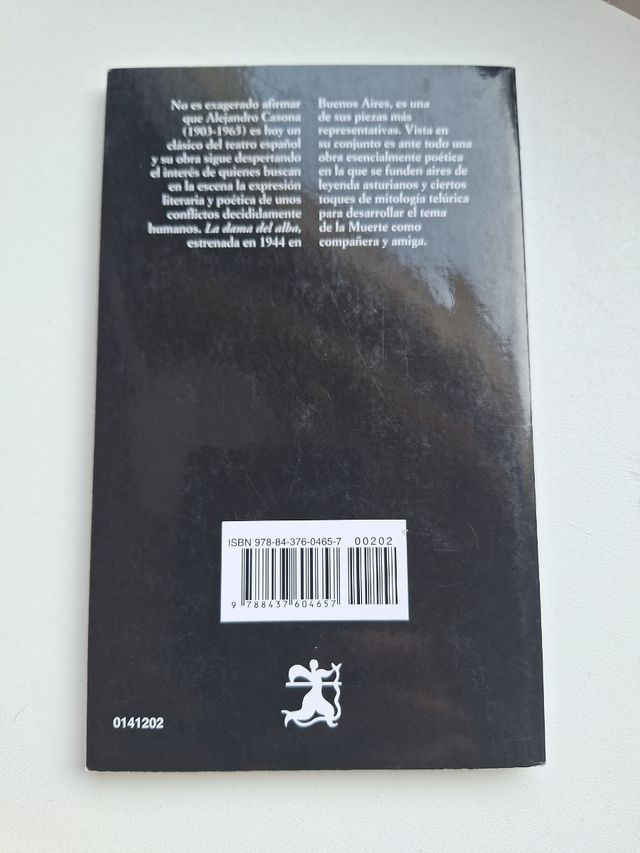 No es exagerado afirmar
que Alejandro Casona
(1903-1965) es hoy un
clásico del teatro español
y su obra sigue despertando
el interés de quienes buscan
en la escena la expresión
literaria y poética de unos
conflictos decididamente
humanos. La dama del alba,
estrenada en 1944 en
Buenos Aires, es una
de sus piezas más
representativas. Vista en
su conjunto es ante todo una
obra esencialmente poética
en la que se funden aires de
leyenda asturianos y ciertos
toques de mitología telúrica
para desarrollar el tema
de la Muerte como
compañera y amiga.
ISBN 978-84-376-0465-7
00202
9 788437 604657
0141202